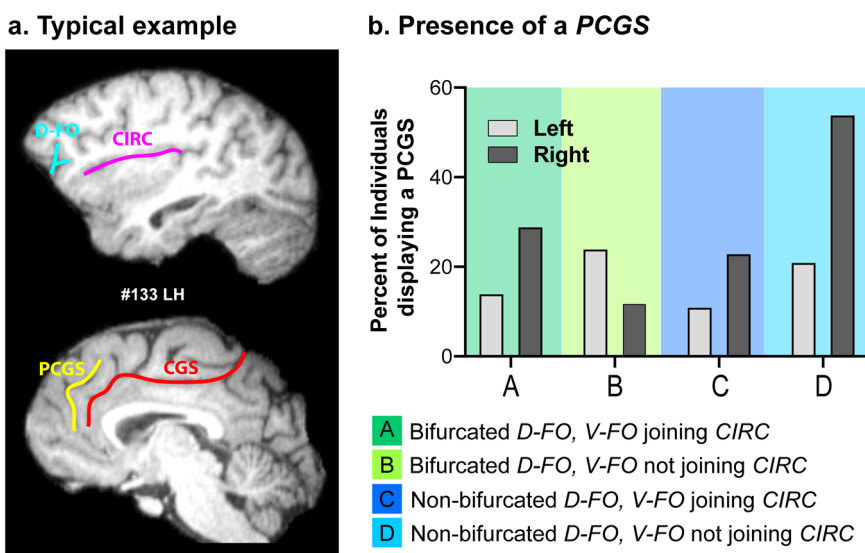 a. Typical example
D-FO
CIRC
#133 LH
PCGS
CGS
b. Presence of a PCGS
Percent of Individuals
displaying a PCGS
60
40
20
0
Left
Right
A
B
C
D
A Bifurcated D-FO, V-FO joining CIRC
B Bifurcated D-FO, V-FO not joining CIRC
C Non-bifurcated D-FO, V-FO joining CIRC
D Non-bifurcated D-FO, V-FO not joining CIRC